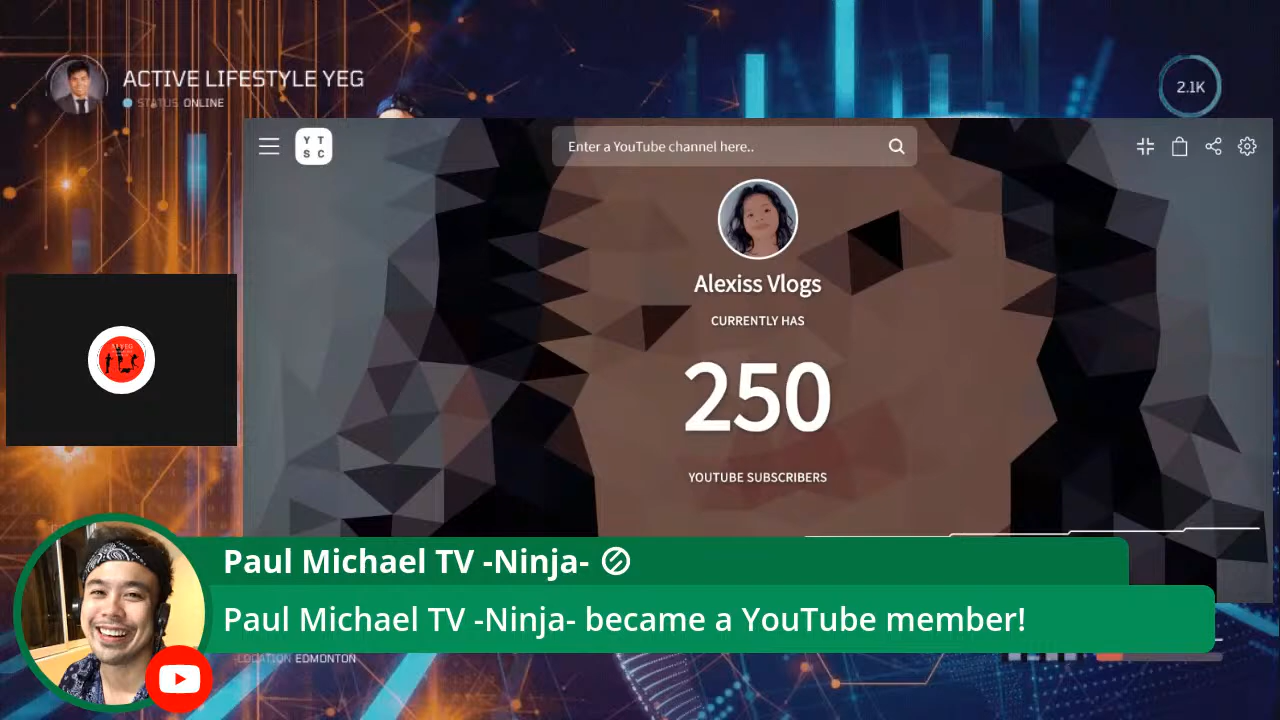 ACTIVE LIFESTYLE YEG
STATUS ONLINE
2.1K
Y T
S C
Enter a YouTube channel here..
Alexiss Vlogs
CURRENTLY HAS
250
YOUTUBE SUBSCRIBERS
Paul Michael TV -Ninja-
Paul Michael TV -Ninja- became a YouTube member!
LOCATION EDMONTON